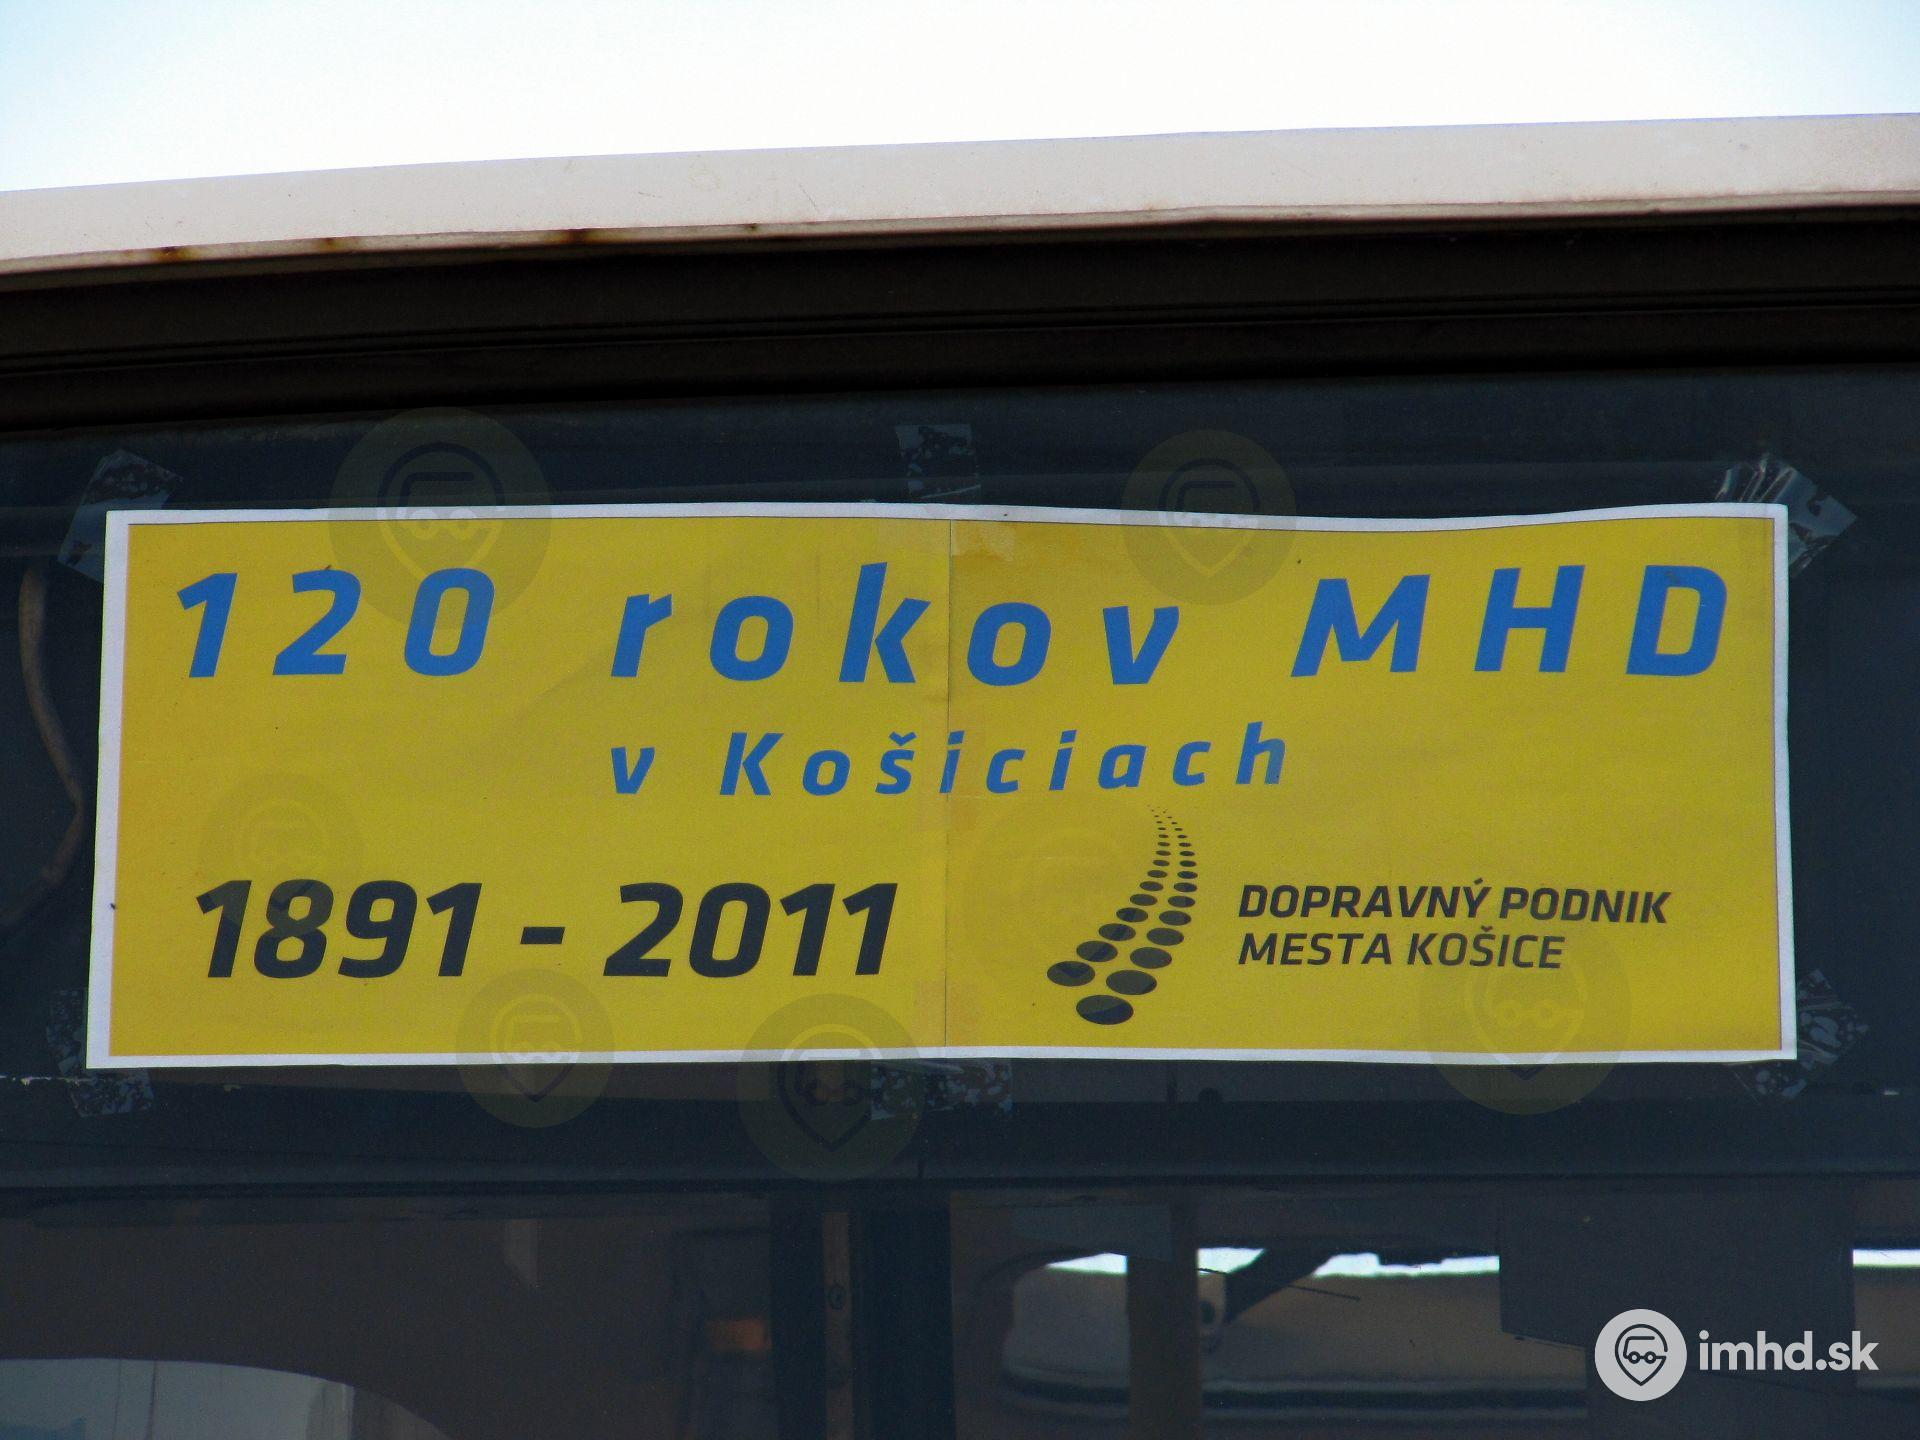 120 rokov MHD
v Košiciach
1891 - 2011
DOPRAVNÝ PODNIK
MESTA KOŠICE
imhd.sk